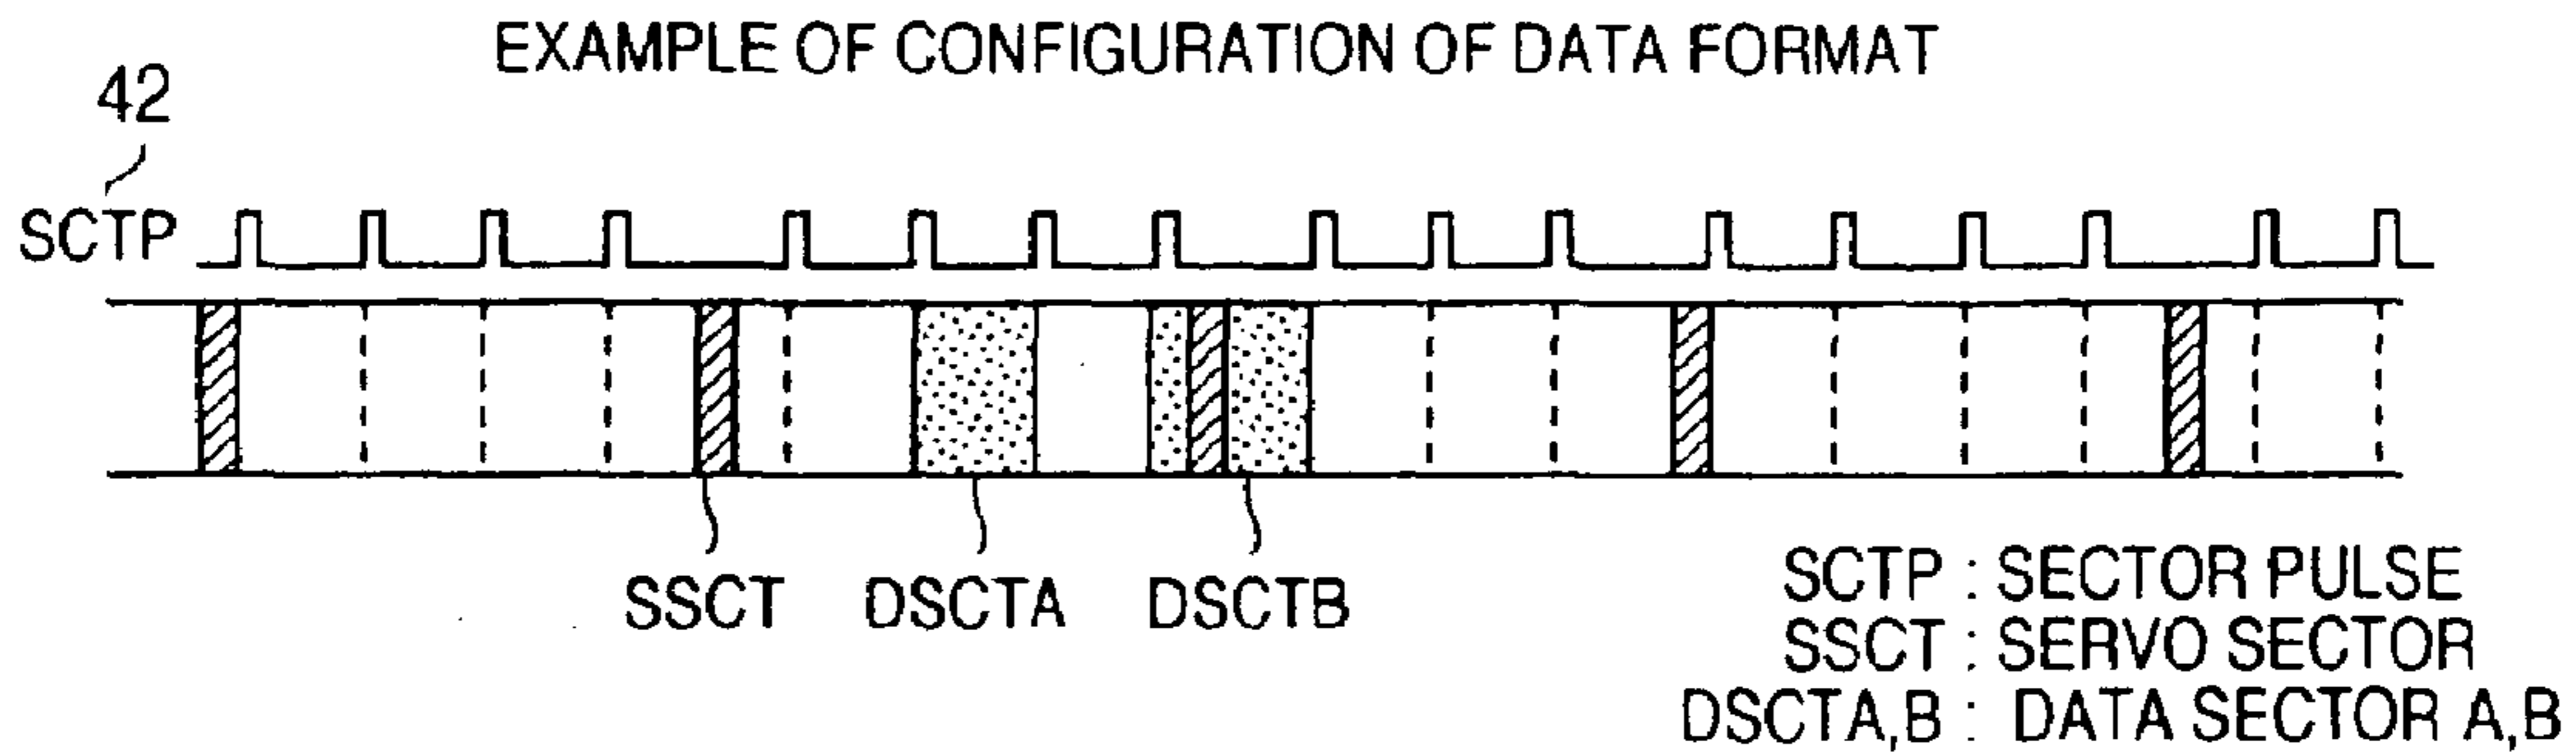 EXAMPLE OF CONFIGURATION OF DATA FORMAT
42
SCTP
SSCT
DSCTA
DSCTB
SCTP : SECTOR PULSE
SSCT : SERVO SECTOR
DSCTA,B : DATA SECTOR A,B